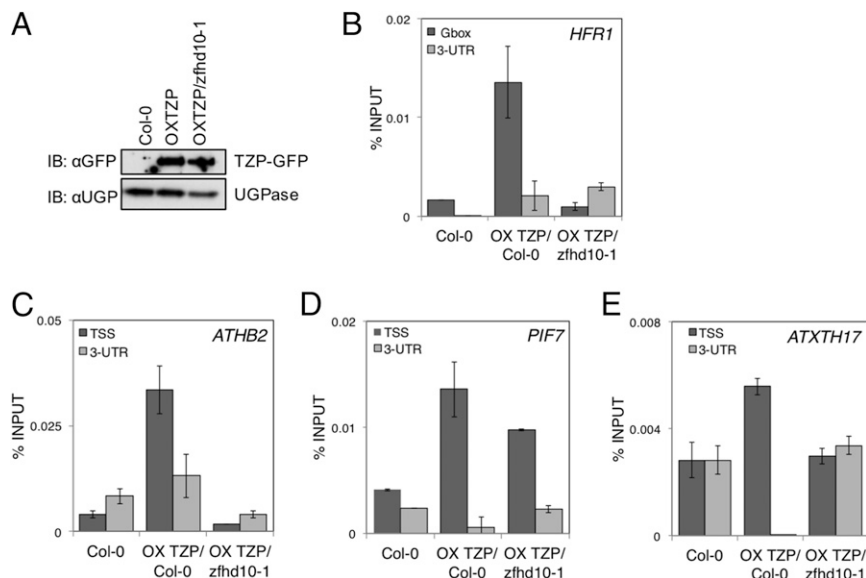 A
Col-0
OXTZP
OXTZP/zfhd10-1
IB: αGFP
TZP-GFP
IB: αUGP
UGPase
B
0.02
0.01
0
% INPUT
Gbox
3-UTR
HFR1
Col-0
OX TZP/
Col-0
OX TZP/
zfhd10-1
C
0.05
0.025
0
% INPUT
TSS
3-UTR
ATHB2
Col-0
OX TZP/
Col-0
OX TZP/
zfhd10-1
D
0.02
0.01
0
% INPUT
TSS
3-UTR
PIF7
Col-0
OX TZP/
Col-0
OX TZP/
zfhd10-1
E
0.008
0.004
0
% INPUT
TSS
3-UTR
ATXTH17
Col-0
OX TZP/
Col-0
OX TZP/
zfhd10-1